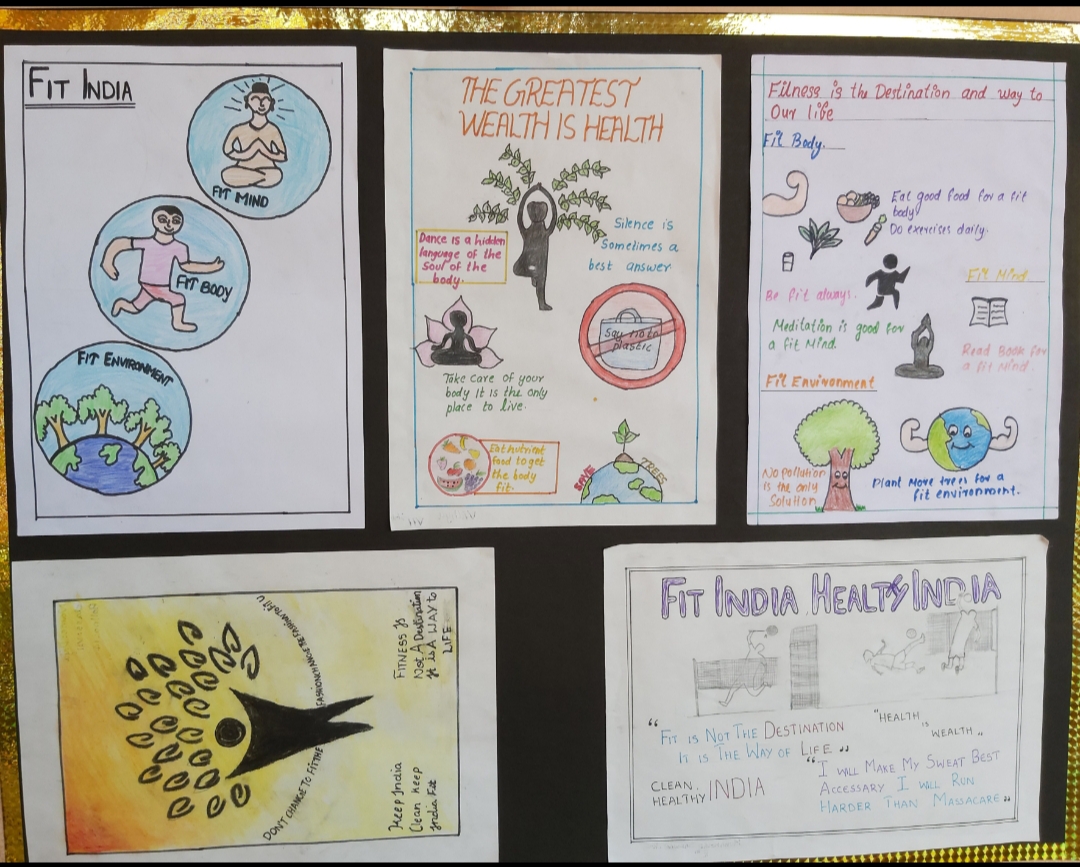 FIT INDIA
FIT MIND
FIT BODY
FIT ENVIRONMENT
THE GREATEST
WEALTH IS HEALTH
Dance is a hidden
language of the
Soul of the
body.
Silence is
Sometimes a
best answer
Say no to
plastic
Take care of your
body It is the only
place to live.
Eat nutrient
food to get
the body
fit.
SAVE
TREES
Fitness is the Destination and way to
Our life
Fit Body.
Eat good food for a fit
body
Do exercises daily.
Be fit always.
Fit Mind
Meditation is good for
a fit Mind.
Read Book for
a fit Mind.
Fit Environment
No pollution
is the only
Solution
Plant More trees for a
fit environment.
DON'T CHANGE TO FIT THE FASHION CHANGE THE FASHION TO FIT U
FITNESS IS
Not A Destination
It is A WAY to
LIFE
Keep India
Clean keep
India Fit
FIT INDIA HEALTY INDIA
"FIT IS NOT THE DESTINATION
IT IS THE WAY OF LIFE"
"HEALTH
IS
WEALTH"
CLEAN.
HEALTHY INDIA
"I WILL MAKE MY SWEAT BEST
ACCESSARY I WILL RUN
HARDER THAN MASSACARE"